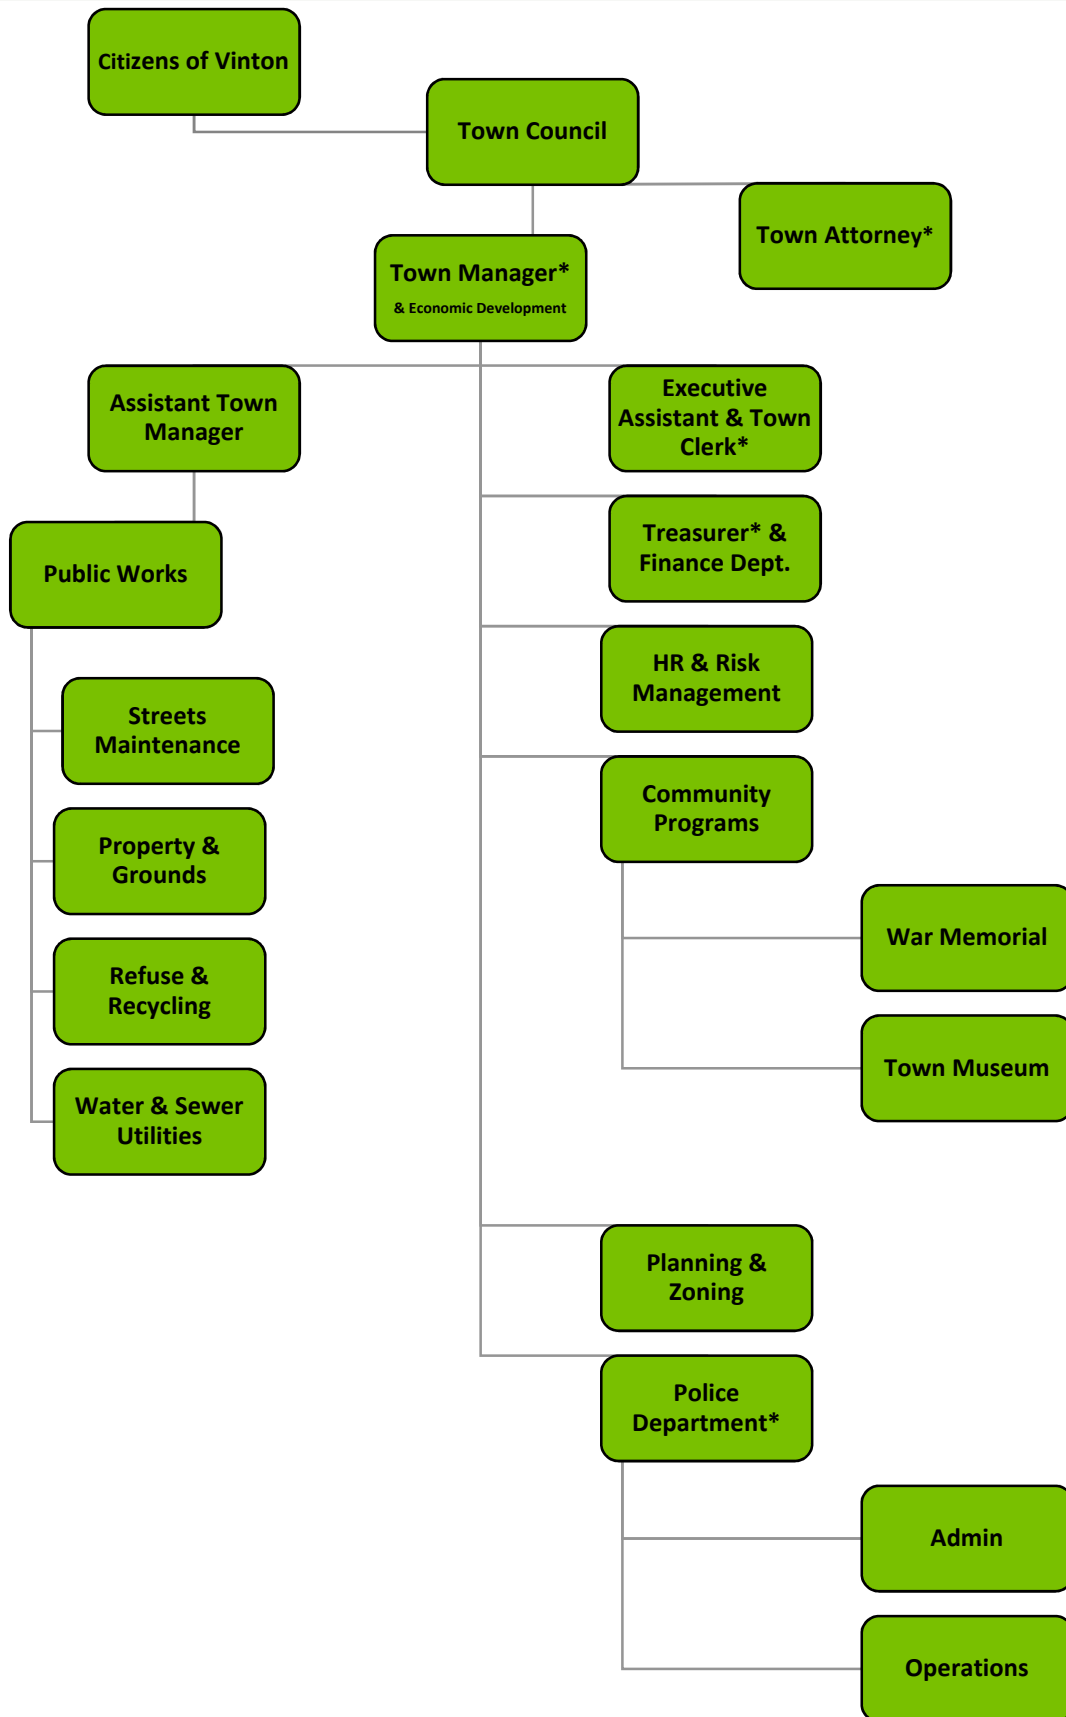 Citizens of Vinton
Town Council
Town Attorney*
Town Manager*
& Economic Development
Assistant Town
Manager
Executive
Assistant & Town
Clerk*
Treasurer* &
Finance Dept.
Public Works
HR & Risk
Management
Streets
Maintenance
Community
Programs
Property &
Grounds
War Memorial
Refuse &
Recycling
Town Museum
Water & Sewer
Utilities
Planning &
Zoning
Police
Department*
Admin
Operations